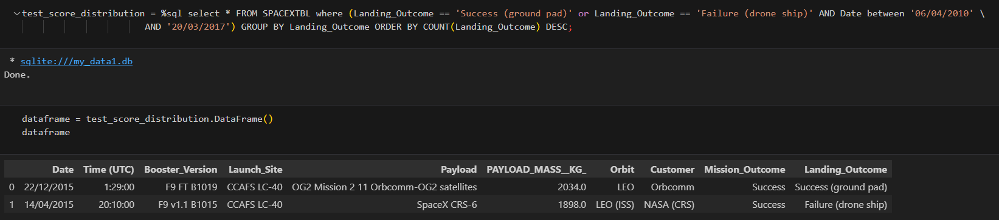 test_score_distribution = %sql select * FROM SPACEXTBL where (Landing_Outcome == 'Success (ground pad)' or Landing_Outcome == 'Failure (drone ship)' AND Date between '06/04/2010' \
AND '20/03/2017') GROUP BY Landing_Outcome ORDER BY COUNT(Landing_Outcome) DESC;
* sqlite:///my_data1.db
Done.
dataframe = test_score_distribution.DataFrame()
dataframe
Date Time (UTC) Booster_Version Launch_Site Payload PAYLOAD_MASS__KG_ Orbit Customer Mission_Outcome Landing_Outcome
0 22/12/2015 1:29:00 F9 FT B1019 CCAFS LC-40 OG2 Mission 2 11 Orbcomm-OG2 satellites 2034.0 LEO Orbcomm Success Success (ground pad)
1 14/04/2015 20:10:00 F9 v1.1 B1015 CCAFS LC-40 SpaceX CRS-6 1898.0 LEO (ISS) NASA (CRS) Success Failure (drone ship)